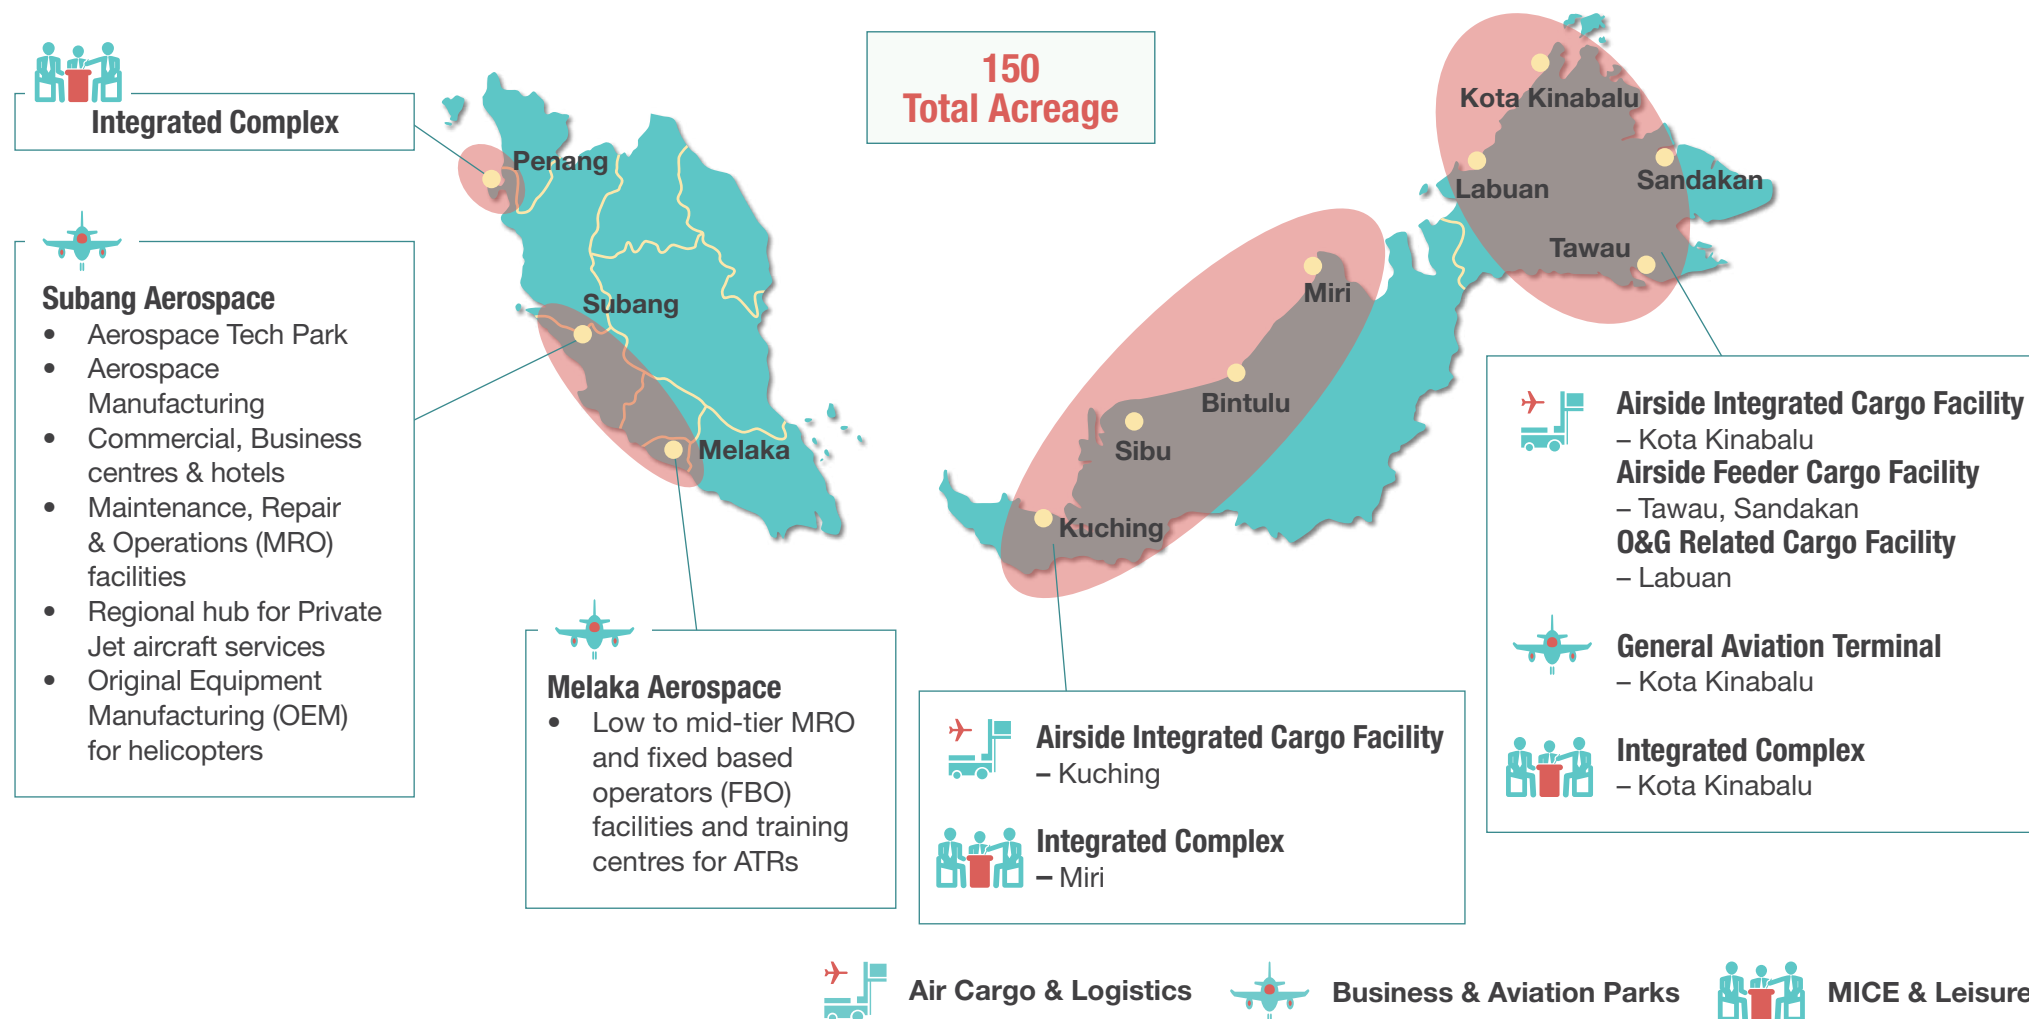 Integrated Complex
150
Total Acreage
Penang
Subang
Melaka
Kota Kinabalu
Labuan
Sandakan
Tawau
Miri
Bintulu
Sibu
Kuching
Subang Aerospace
• Aerospace Tech Park
• Aerospace
Manufacturing
• Commercial, Business
centres & hotels
• Maintenance, Repair
& Operations (MRO)
facilities
• Regional hub for Private
Jet aircraft services
• Original Equipment
Manufacturing (OEM)
for helicopters
Melaka Aerospace
• Low to mid-tier MRO
and fixed based
operators (FBO)
facilities and training
centres for ATRs
Airside Integrated Cargo Facility
– Kuching
Integrated Complex
– Miri
Airside Integrated Cargo Facility
– Kota Kinabalu
Airside Feeder Cargo Facility
– Tawau, Sandakan
O&G Related Cargo Facility
– Labuan
General Aviation Terminal
– Kota Kinabalu
Integrated Complex
– Kota Kinabalu
Air Cargo & Logistics
Business & Aviation Parks
MICE & Leisure